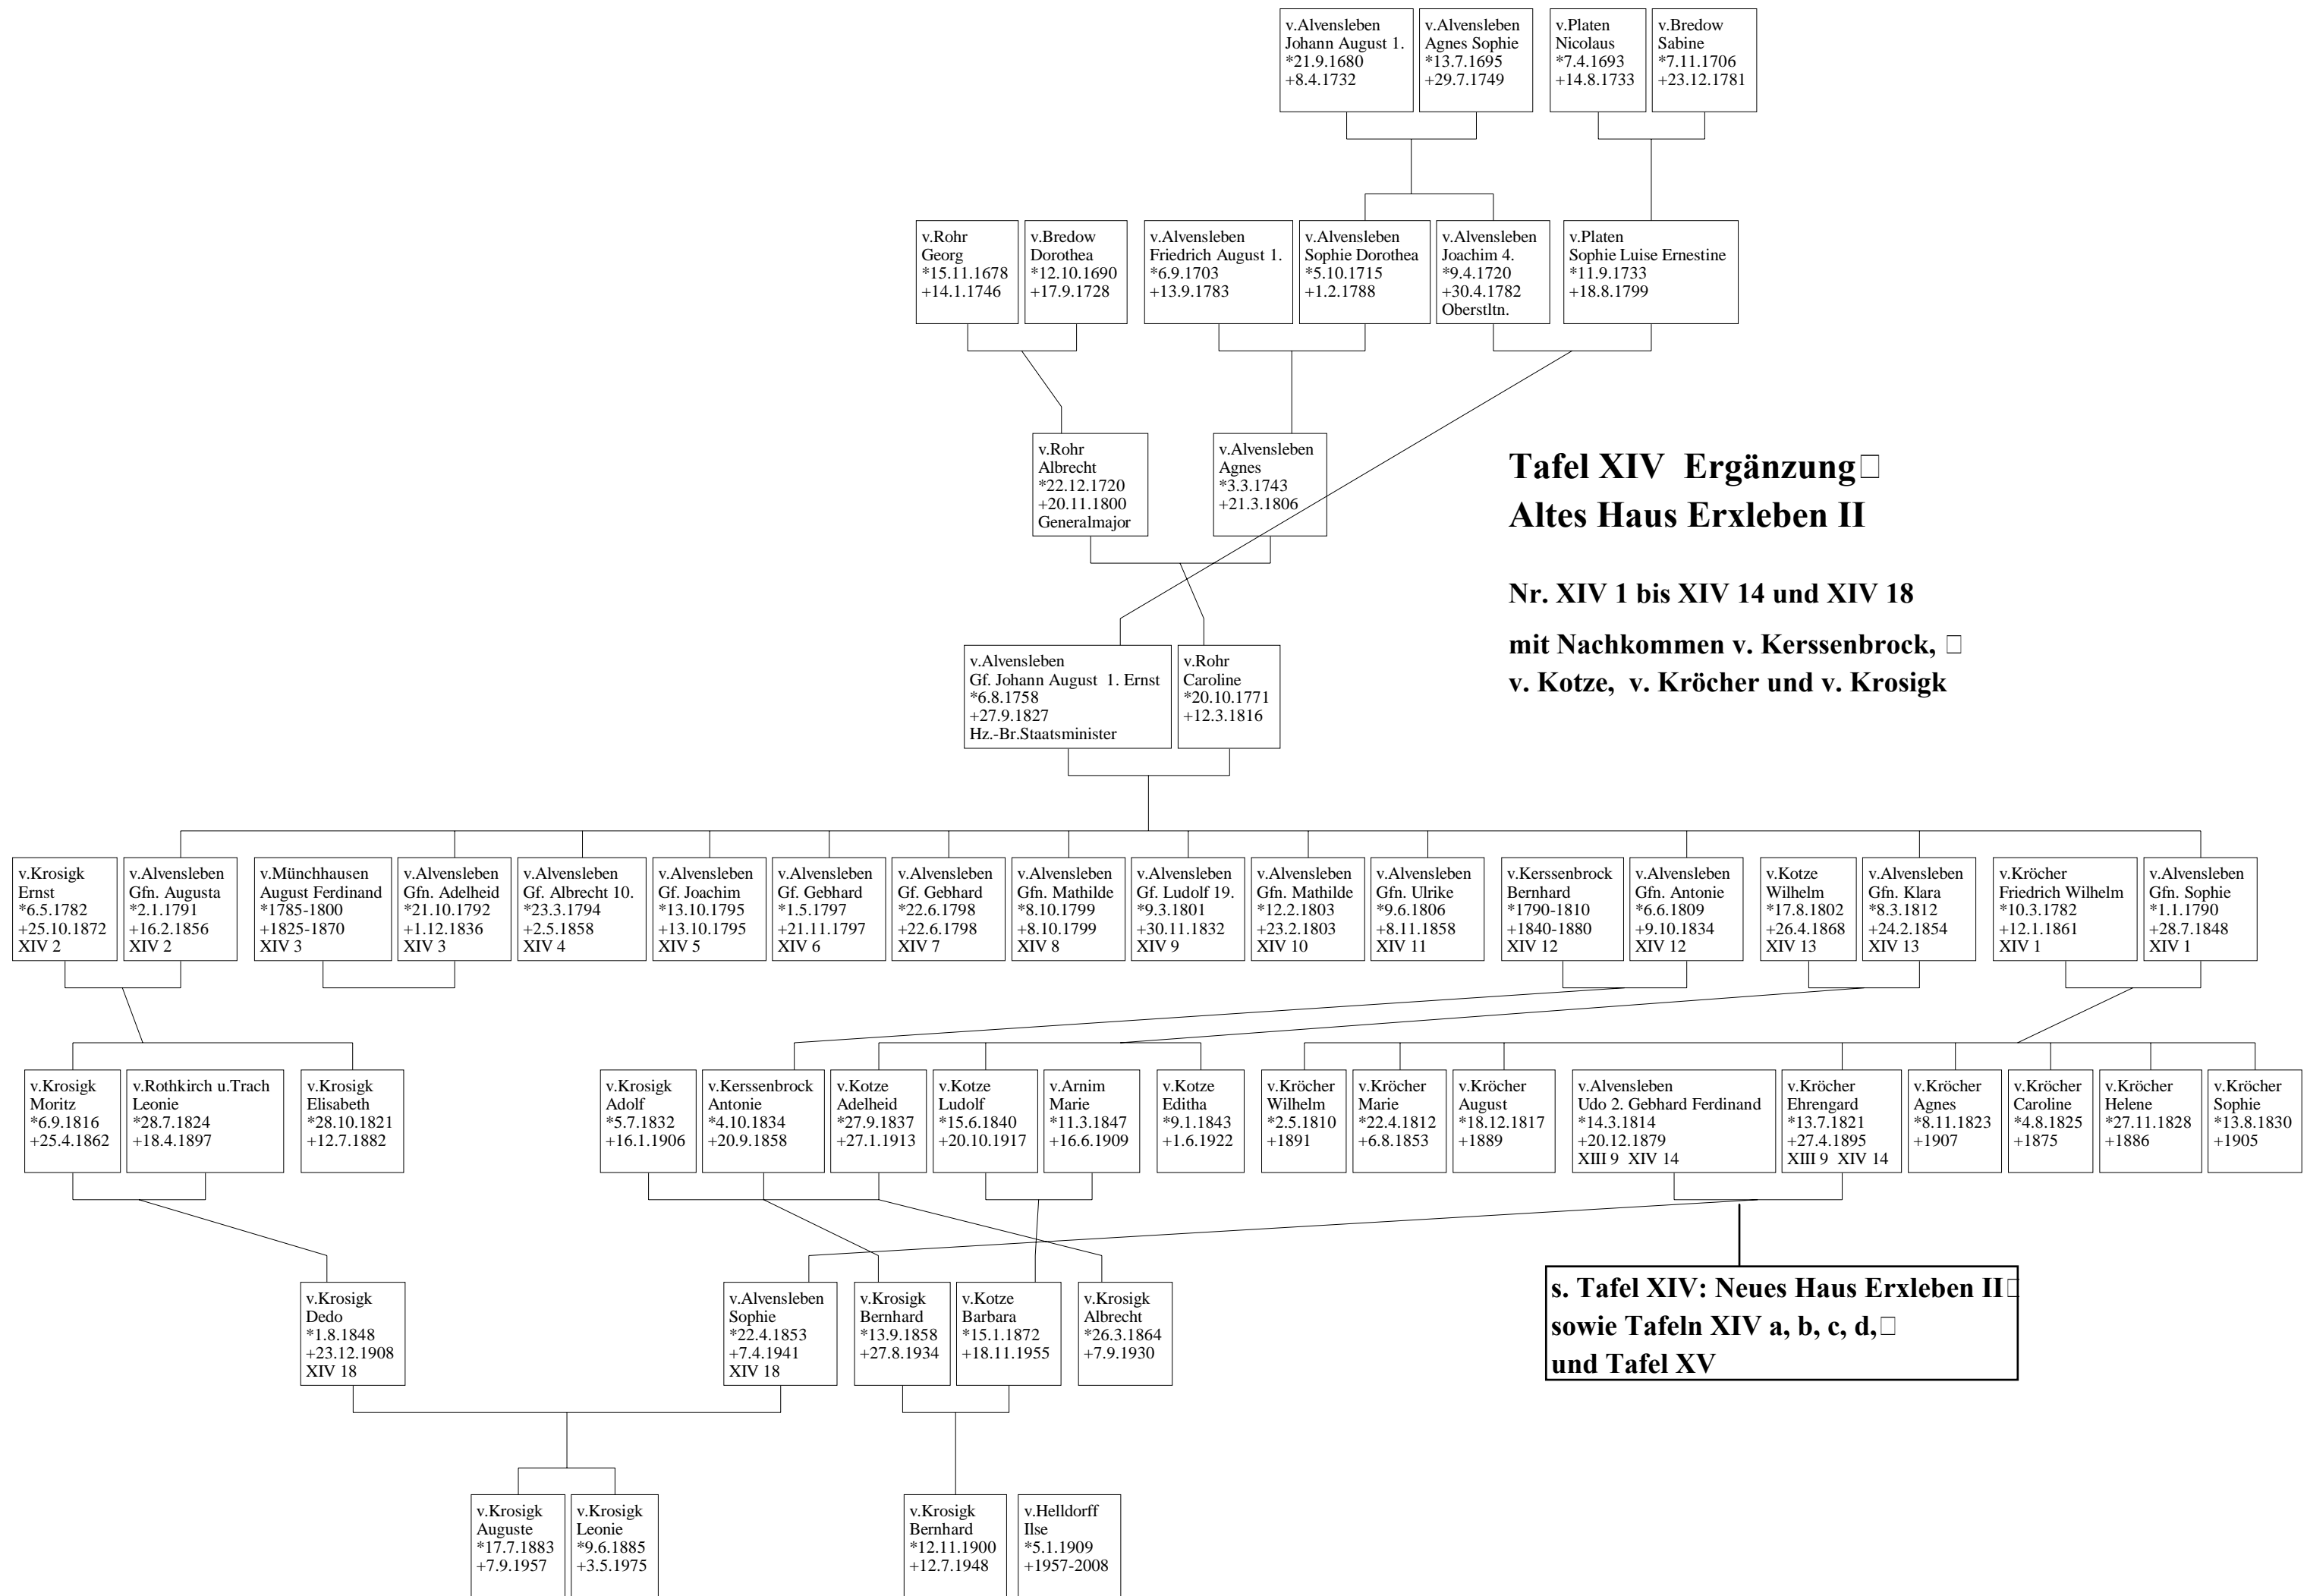 v.Alvensleben
Johann August 1.
*21.9.1680
+8.4.1732
v.Alvensleben
Agnes Sophie
*13.7.1695
+29.7.1749
v.Platen
Nicolaus
*7.4.1693
+14.8.1733
v.Bredow
Sabine
*7.11.1706
+23.12.1781
v.Rohr
Georg
*15.11.1678
+14.1.1746
v.Bredow
Dorothea
*12.10.1690
+17.9.1728
v.Alvensleben
Friedrich August 1.
*6.9.1703
+13.9.1783
v.Alvensleben
Sophie Dorothea
*5.10.1715
+1.2.1788
v.Alvensleben
Joachim 4.
*9.4.1720
+30.4.1782
Oberstltn.
v.Platen
Sophie Luise Ernestine
*11.9.1733
+18.8.1799
v.Rohr
Albrecht
*22.12.1720
+20.11.1800
Generalmajor
v.Alvensleben
Agnes
*3.3.1743
+21.3.1806
Tafel XIV  Ergänzung
Altes Haus Erxleben II
Nr. XIV 1 bis XIV 14 und XIV 18
mit Nachkommen v. Kerssenbrock,
v. Kotze,  v. Kröcher und v. Krosigk
v.Alvensleben
Gf. Johann August  1. Ernst
*6.8.1758
+27.9.1827
Hz.-Br.Staatsminister
v.Rohr
Caroline
*20.10.1771
+12.3.1816
v.Krosigk
Ernst
*6.5.1782
+25.10.1872
XIV 2
v.Alvensleben
Gfn. Augusta
*2.1.1791
+16.2.1856
XIV 2
v.Münchhausen
August Ferdinand
*1785-1800
+1825-1870
XIV 3
v.Alvensleben
Gfn. Adelheid
*21.10.1792
+1.12.1836
XIV 3
v.Alvensleben
Gf. Albrecht 10.
*23.3.1794
+2.5.1858
XIV 4
v.Alvensleben
Gf. Joachim
*13.10.1795
+13.10.1795
XIV 5
v.Alvensleben
Gf. Gebhard
*1.5.1797
+21.11.1797
XIV 6
v.Alvensleben
Gf. Gebhard
*22.6.1798
+22.6.1798
XIV 7
v.Alvensleben
Gfn. Mathilde
*8.10.1799
+8.10.1799
XIV 8
v.Alvensleben
Gf. Ludolf 19.
*9.3.1801
+30.11.1832
XIV 9
v.Alvensleben
Gfn. Mathilde
*12.2.1803
+23.2.1803
XIV 10
v.Alvensleben
Gfn. Ulrike
*9.6.1806
+8.11.1858
XIV 11
v.Kerssenbrock
Bernhard
*1790-1810
+1840-1880
XIV 12
v.Alvensleben
Gfn. Antonie
*6.6.1809
+9.10.1834
XIV 12
v.Kotze
Wilhelm
*17.8.1802
+26.4.1868
XIV 13
v.Alvensleben
Gfn. Klara
*8.3.1812
+24.2.1854
XIV 13
v.Kröcher
Friedrich Wilhelm
*10.3.1782
+12.1.1861
XIV 1
v.Alvensleben
Gfn. Sophie
*1.1.1790
+28.7.1848
XIV 1
v.Krosigk
Moritz
*6.9.1816
+25.4.1862
v.Rothkirch u.Trach
Leonie
*28.7.1824
+18.4.1897
v.Krosigk
Elisabeth
*28.10.1821
+12.7.1882
v.Krosigk
Adolf
*5.7.1832
+16.1.1906
v.Kerssenbrock
Antonie
*4.10.1834
+20.9.1858
v.Kotze
Adelheid
*27.9.1837
+27.1.1913
v.Kotze
Ludolf
*15.6.1840
+20.10.1917
v.Arnim
Marie
*11.3.1847
+16.6.1909
v.Kotze
Editha
*9.1.1843
+1.6.1922
v.Kröcher
Wilhelm
*2.5.1810
+1891
v.Kröcher
Marie
*22.4.1812
+6.8.1853
v.Kröcher
August
*18.12.1817
+1889
v.Alvensleben
Udo 2. Gebhard Ferdinand
*14.3.1814
+20.12.1879
XIII 9  XIV 14
v.Kröcher
Ehrengard
*13.7.1821
+27.4.1895
XIII 9  XIV 14
v.Kröcher
Agnes
*8.11.1823
+1907
v.Kröcher
Caroline
*4.8.1825
+1875
v.Kröcher
Helene
*27.11.1828
+1886
v.Kröcher
Sophie
*13.8.1830
+1905
v.Krosigk
Dedo
*1.8.1848
+23.12.1908
XIV 18
v.Alvensleben
Sophie
*22.4.1853
+7.4.1941
XIV 18
v.Krosigk
Bernhard
*13.9.1858
+27.8.1934
v.Kotze
Barbara
*15.1.1872
+18.11.1955
v.Krosigk
Albrecht
*26.3.1864
+7.9.1930
s. Tafel XIV: Neues Haus Erxleben II
sowie Tafeln XIV a, b, c, d,
und Tafel XV
v.Krosigk
Auguste
*17.7.1883
+7.9.1957
v.Krosigk
Leonie
*9.6.1885
+3.5.1975
v.Krosigk
Bernhard
*12.11.1900
+12.7.1948
v.Helldorff
Ilse
*5.1.1909
+1957-2008